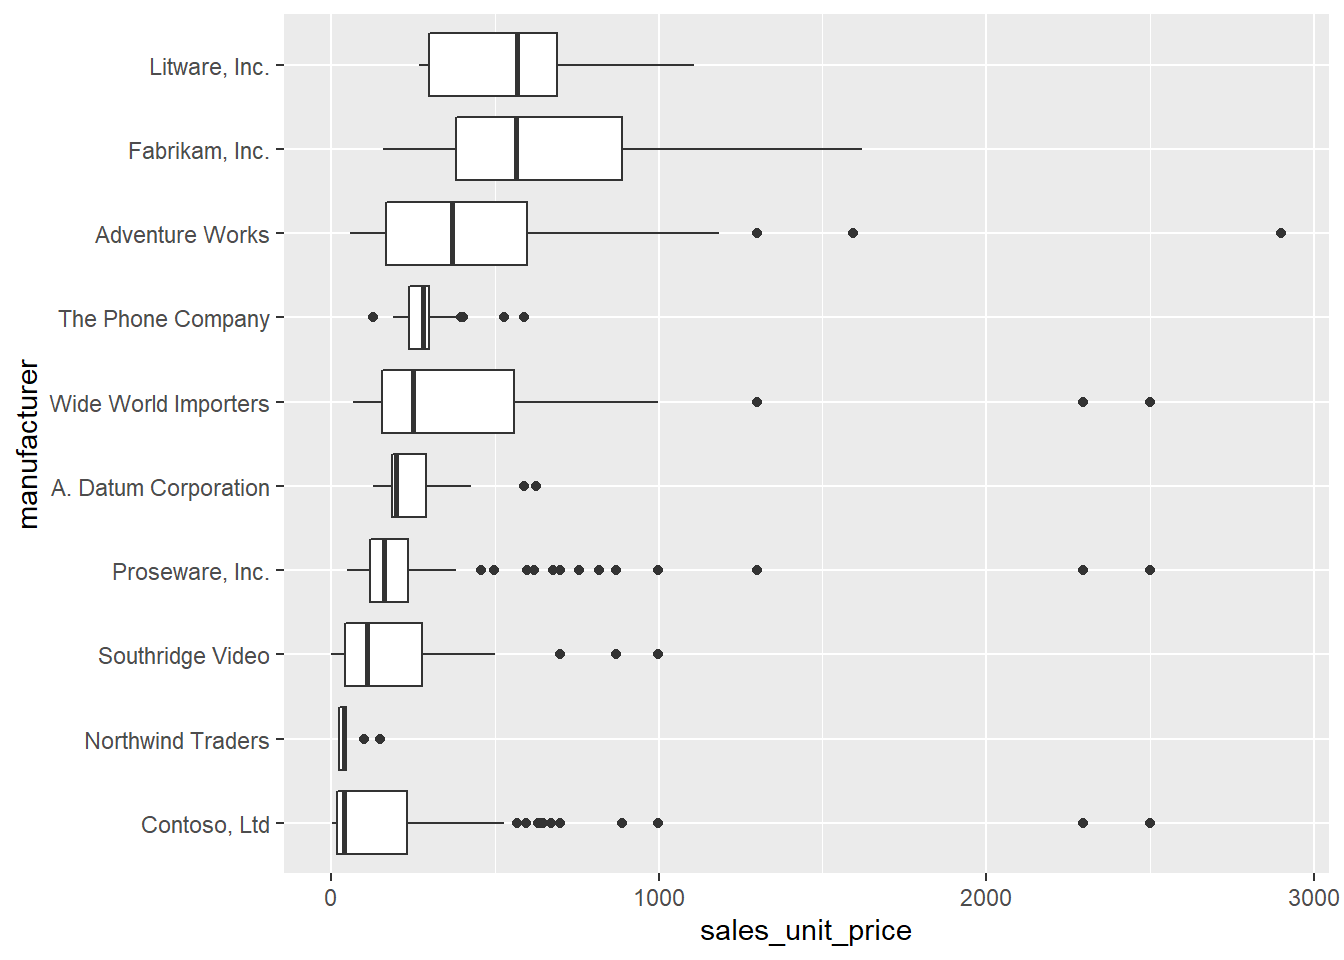 Litware, Inc.
Fabrikam, Inc.
Adventure Works
The Phone Company
Wide World Importers
A. Datum Corporation
Proseware, Inc.
Southridge Video
Northwind Traders
Contoso, Ltd
manufacturer
0 1000 2000 3000
sales_unit_price